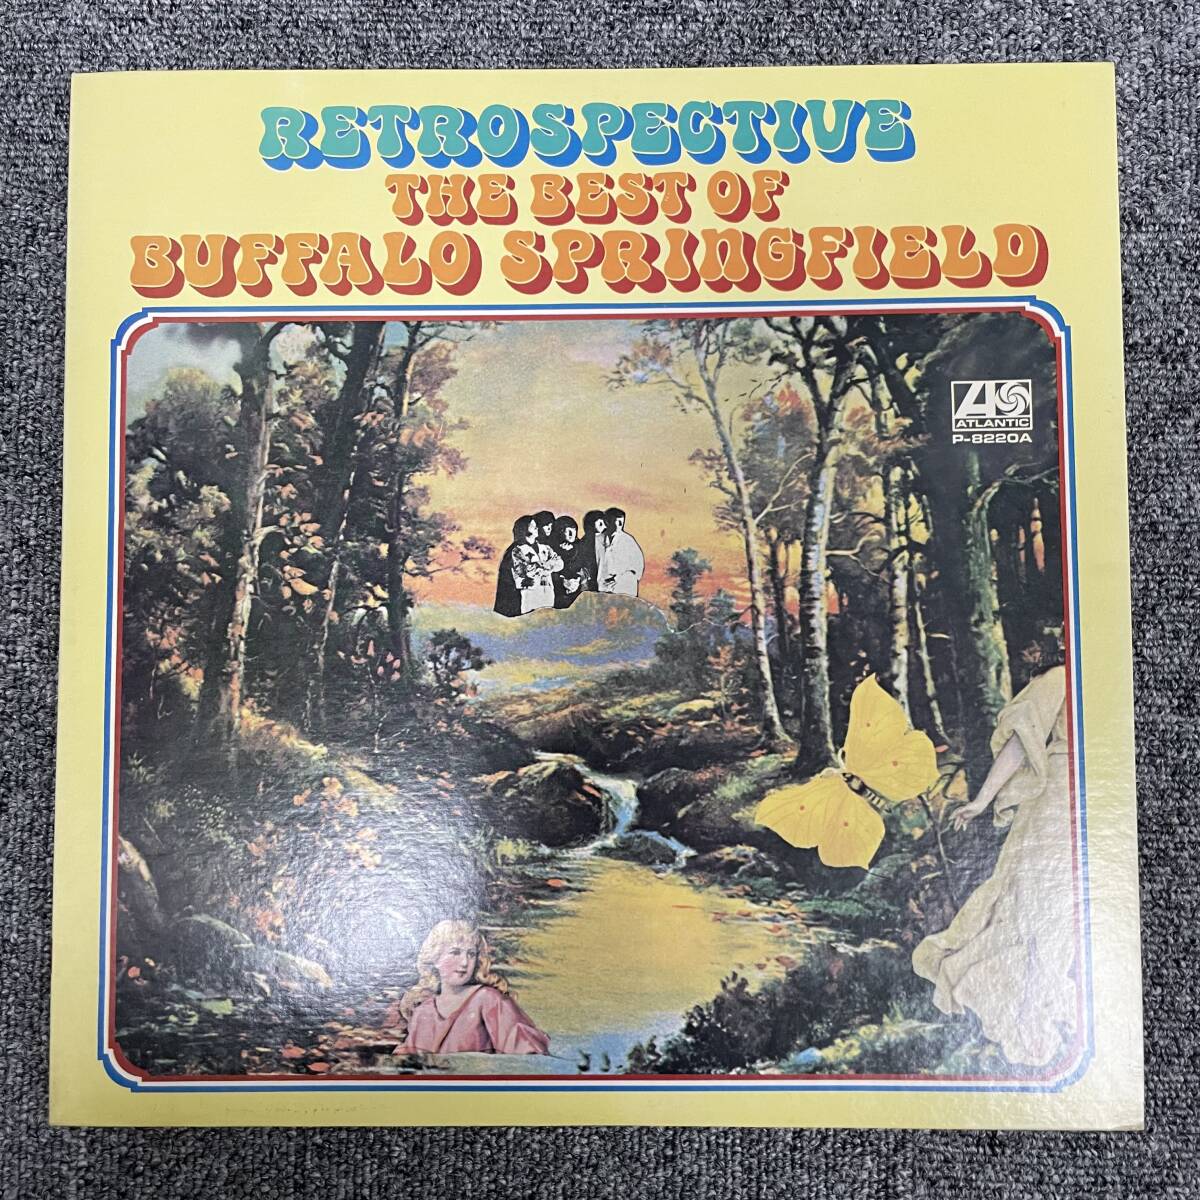 RETROSPECTIVE
THE BEST OF
BUFFALO SPRINGFIELD
ATLANTIC
P-8220A